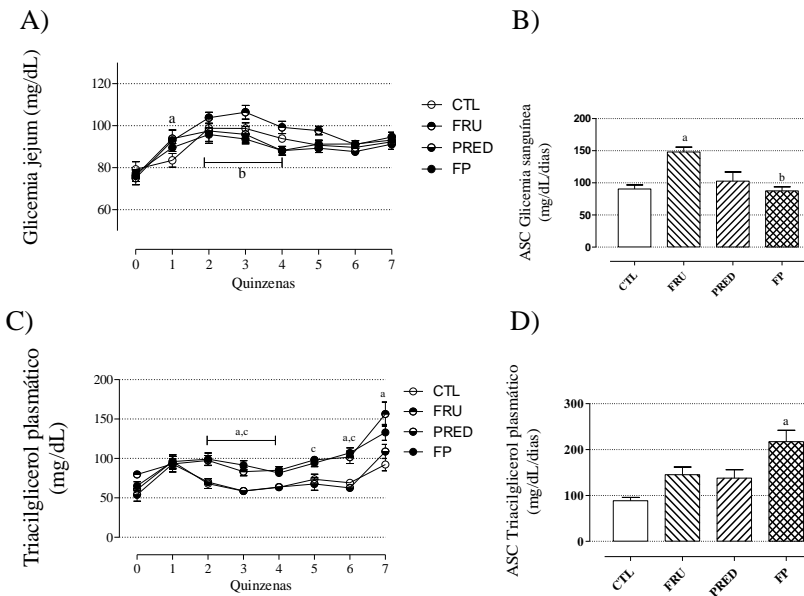 A)
Glicemia jejum (mg/dL)
120
100
80
60
a
b
0 1 2 3 4 5 6 7
Quinzenas
CTL
FRU
PRED
FP
B)
ASC Glicemia sanguínea
(mg/dL/dias)
200
150
100
50
0
a
b
CTL FRU PRED FP
C)
Triacilglicerol plasmático
(mg/dL)
200
150
100
50
0
a,c
c
a,c
a
0 1 2 3 4 5 6 7
Quinzenas
CTL
FRU
PRED
FP
D)
ASC Triacilglicerol plasmático
(mg/dL/dias)
300
200
100
0
a
CTL FRU PRED FP